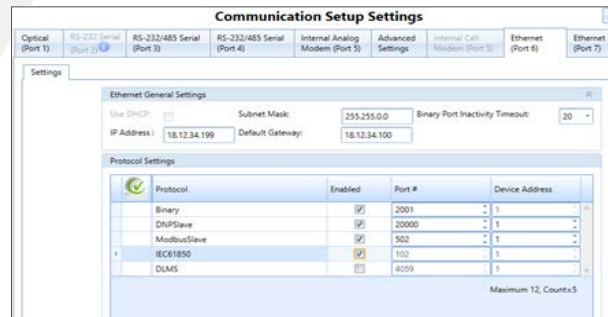 Communication Setup Settings
Optical (Port 1) RS-232 Serial (Port 2) RS-232/485 Serial (Port 3) RS-232/485 Serial (Port 4) Internal Analog Modem (Port 5) Advanced Settings Internal Cell Modem (Port 5) Ethernet (Port 6) Ethernet (Port 7)
Settings
Ethernet General Settings
Use DHCP: Subnet Mask: 255.255.0.0 Binary Port Inactivity Timeout: 20
IP Address : 18.12.34.199 Default Gateway: 18.12.34.100
Protocol Settings
Protocol Enabled Port # Device Address
Binary 2001 1
DNPSlave 20000 1
ModbusSlave 502 1
IEC61850 102 1
DLMS 4059 1
Maximum 12, Count=5